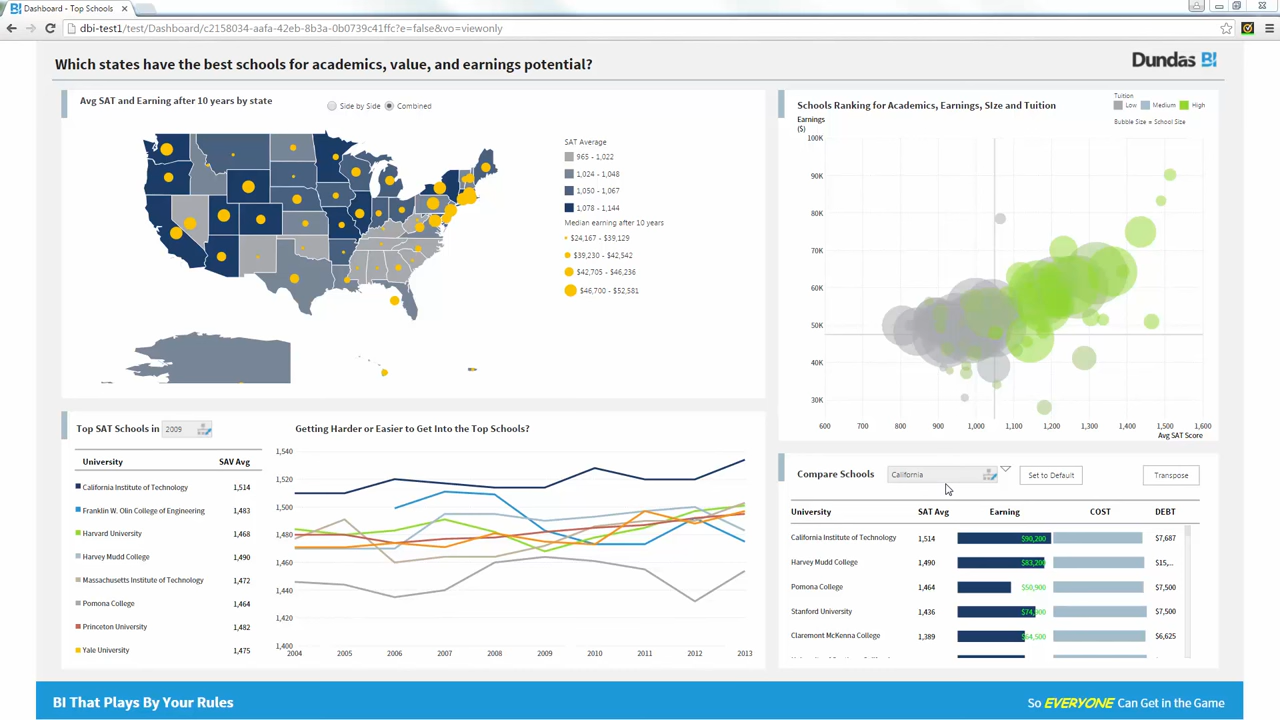 Dashboard - Top Schools
dbi-test1/test/Dashboard/c2158034-aafa-42eb-8b3a-0b0739c41ffc?e=false&vo=viewonly
Which states have the best schools for academics, value, and earnings potential?
Dundas BI
Avg SAT and Earning after 10 years by state
Side by Side
Combined
SAT Average
965 - 1,022
1,024 - 1,048
1,050 - 1,067
1,078 - 1,144
Median earning after 10 years
$24,167 - $39,129
$39,230 - $42,542
$42,705 - $46,236
$46,700 - $52,581
Schools Ranking for Academics, Earnings, SIze and Tuition
Tuition
Low Medium High
Bubble Size = School Size
Earnings
($)
100K
90K
80K
70K
60K
50K
40K
30K
600 700 800 900 1,000 1,100 1,200 1,300 1,400 1,500 1,600
Avg SAT Score
Top SAT Schools in 2009
University SAV Avg
California Institute of Technology 1,514
Franklin W. Olin College of Engineering 1,483
Harvard University 1,468
Harvey Mudd College 1,490
Massachusetts Institute of Technology 1,472
Pomona College 1,464
Princeton University 1,482
Yale University 1,475
Getting Harder or Easier to Get Into the Top Schools?
1,540
1,520
1,500
1,480
1,460
1,440
1,420
1,400
2004 2005 2006 2007 2008 2009 2010 2011 2012 2013
Compare Schools California Set to Default Transpose
University SAT Avg Earning COST DEBT
California Institute of Technology 1,514 $90,200 $7,687
Harvey Mudd College 1,490 $83,200 $15,...
Pomona College 1,464 $50,900 $7,500
Stanford University 1,436 $7,500
Claremont McKenna College 1,389 $64,500 $6,625
BI That Plays By Your Rules
So EVERYONE Can Get in the Game